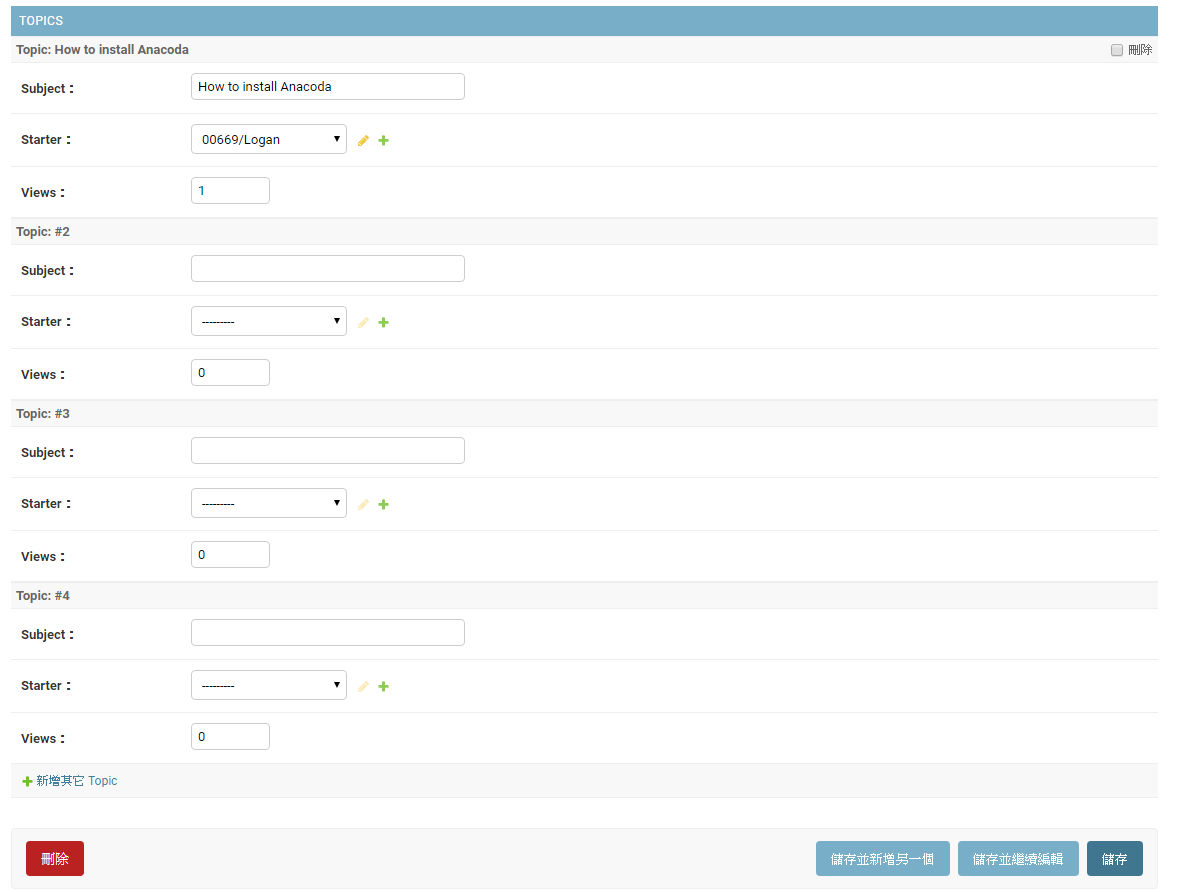 TOPICS
Topic: How to install Anacoda 刪除
Subject： How to install Anacoda
Starter： 00669/Logan
Views： 1
Topic: #2
Subject：
Starter： ---------
Views： 0
Topic: #3
Subject：
Starter： ---------
Views： 0
Topic: #4
Subject：
Starter： ---------
Views： 0
新增其它 Topic
刪除 儲存並新增另一個 儲存並繼續編輯 儲存